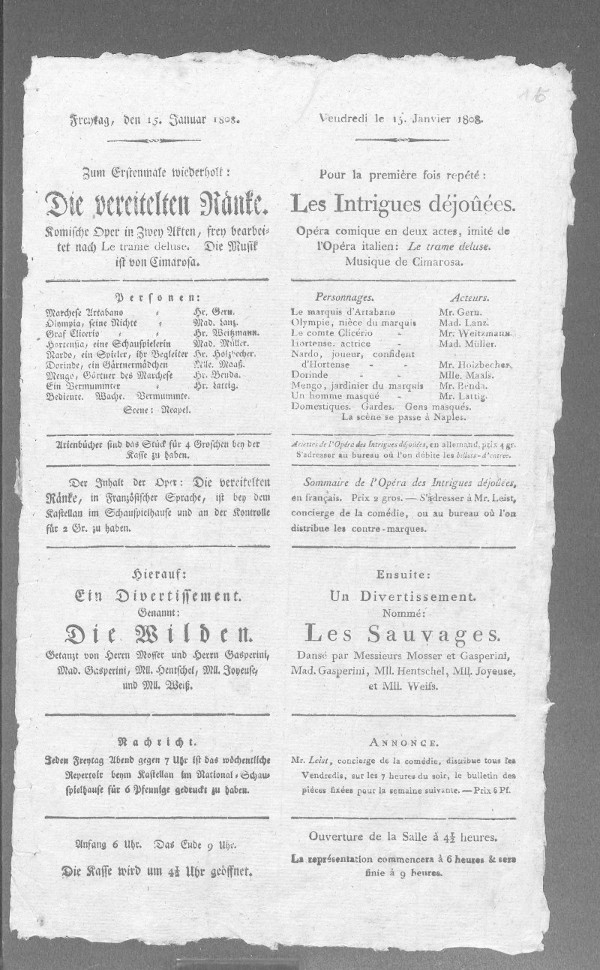 15
Freytag, den 15. Januar 1808.
Zum Erstenmale wiederholt:
Die vereitelten Ränke.
Komische Oper in Zwey Akten, frey bearbei-
tet nach Le trame deluse. Die Musik
ist von Cimarosa.
Personen:
Marchese Artabano , Hr. Gern.
Olympia, seine Nichte , Mad. Lanz.
Graf Clicerio , Hr. Weitzmann.
Hortensia, eine Schauspielerin Mad. Müller.
Nardo, ein Spieler, ihr Begleiter Hr. Holzbecher.
Dorinde, ein Gärtnermädchen Mlle. Maaß.
Mengo, Gärtner des Marchese Hr. Benda.
Ein Vermummter , Hr. Lattig.
Bediente. Wache. Vermummte.
Scene: Neapel.
Arienbücher sind das Stück für 4 Groschen bey der
Kasse zu haben.
Der Inhalt der Oper: Die vereitelten
Ränke, in Französischer Sprache, ist bey dem
Kastellan im Schauspielhause und an der Kontrolle
für 2 Gr. zu haben.
Hierauf:
Ein Divertissement.
Genannt:
Die Wilden.
Getanzt von Herrn Mosser und Herrn Gasperini,
Mad. Gasperini, Mll. Hentschel, Mll. Joyeuse,
und Mll. Weiß.
Nachricht.
Jeden Freytag Abend gegen 7 Uhr ist das wöchentliche
Repertoir beym Kastellan im National-Schau-
spielhause für 6 Pfennige gedruckt zu haben.
Anfang 6 Uhr. Das Ende 9 Uhr.
Die Kasse wird um 4½ Uhr geöffnet.
Vendredi le 15. Janvier 1808.
Pour la première fois repété:
Les Intrigues déjoûées.
Opéra comique en deux actes, imité de
l'Opéra italien: Le trame deluse.
Musique de Cimarosa.
Personnages. Acteurs.
Le marquis d'Artabano Mr. Gern.
Olympie, nièce du marquis Mad. Lanz.
Le comte Clicério - Mr. Weitzmann.
Hortense, actrice - Mad. Müller.
Nardo, joueur, confident
d'Hortense - - Mr. Holzbecher.
Dorinde - - Mlle. Maass.
Mengo, jardinier du marquis Mr. Benda.
Un homme masqué - Mr. Lattig.
Domestiques. Gardes. Gens masqués.
La scène se passe à Naples.
Ariettes de l'Opéra des Intrigues déjouées, en allemand, prix 4 gr.
S'adresser au bureau où l'on débite les billets-d'entrée.
Sommaire de l'Opéra des Intrigues déjouées,
en français. Prix 2 gros. — S'adresser à Mr. Leist,
concierge de la comédie, ou au bureau où l'on
distribue les contre-marques.
Ensuite:
Un Divertissement.
Nommé:
Les Sauvages.
Dansé par Messieurs Mosser et Gasperini,
Mad. Gasperini, Mll. Hentschel, Mll. Joyeuse,
et Mll. Weiss.
Annonce.
Mr. Leist, concierge de la comédie, distribue tous les
Vendredis, sur les 7 heures du soir, le bulletin des
pièces fixées pour la semaine suivante. — Prix 6 Pf.
Ouverture de la Salle á 4½ heures.
La représentation commencera à 6 heures & sera
finie à 9 heures.